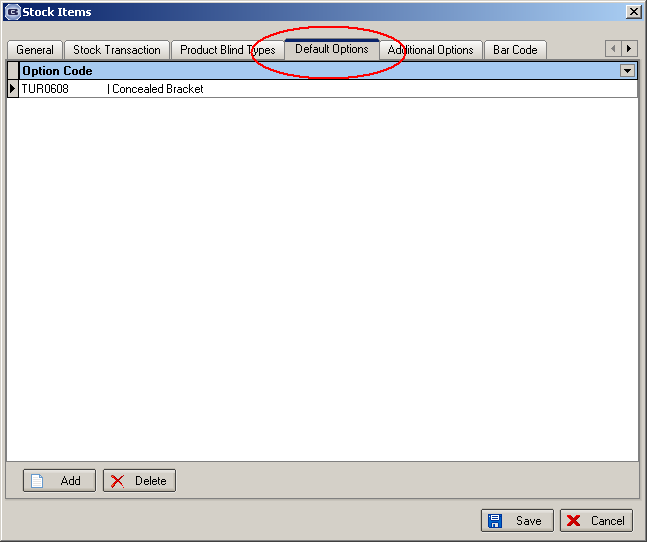 Stock Items
General Stock Transaction Product Blind Types Default Options Additional Options Bar Code
Option Code
TUR0608 | Concealed Bracket
Add Delete
Save Cancel